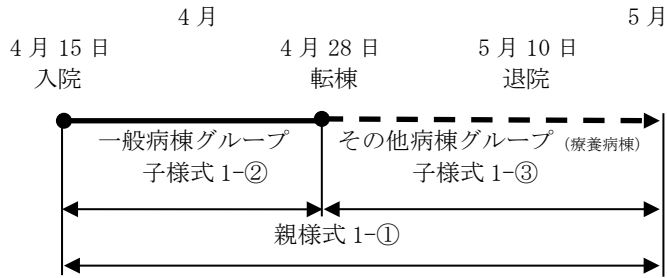 4月 5月
4月15日 4月28日 5月10日
入院 転棟 退院
一般病棟グループ その他病棟グループ（療養病棟）
子様式1-② 子様式1-③
親様式1-①